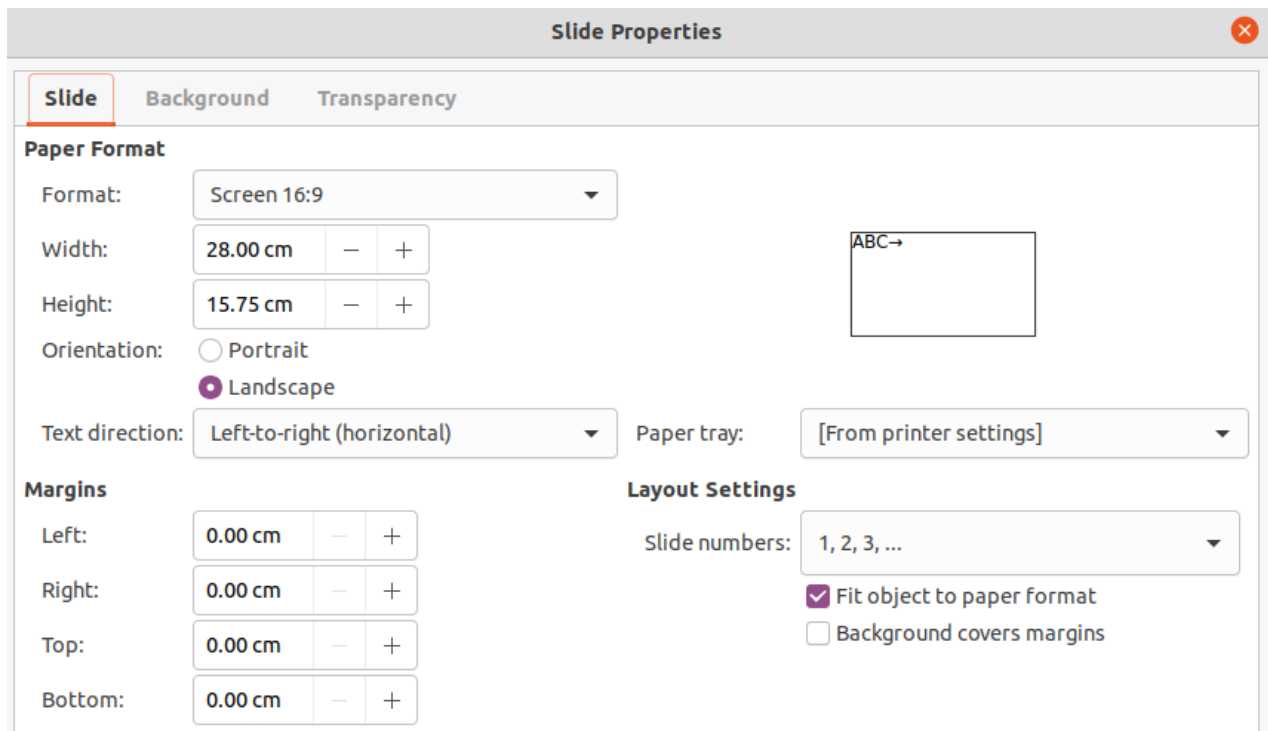 Slide Properties
Slide Background Transparency
Paper Format
Format: Screen 16:9
Width: 28.00 cm
ABC→
Height: 15.75 cm
Orientation: Portrait
Landscape
Text direction: Left-to-right (horizontal) Paper tray: [From printer settings]
Margins Layout Settings
Left: 0.00 cm
Slide numbers: 1, 2, 3, ...
Right: 0.00 cm
Fit object to paper format
Top: 0.00 cm
Background covers margins
Bottom: 0.00 cm